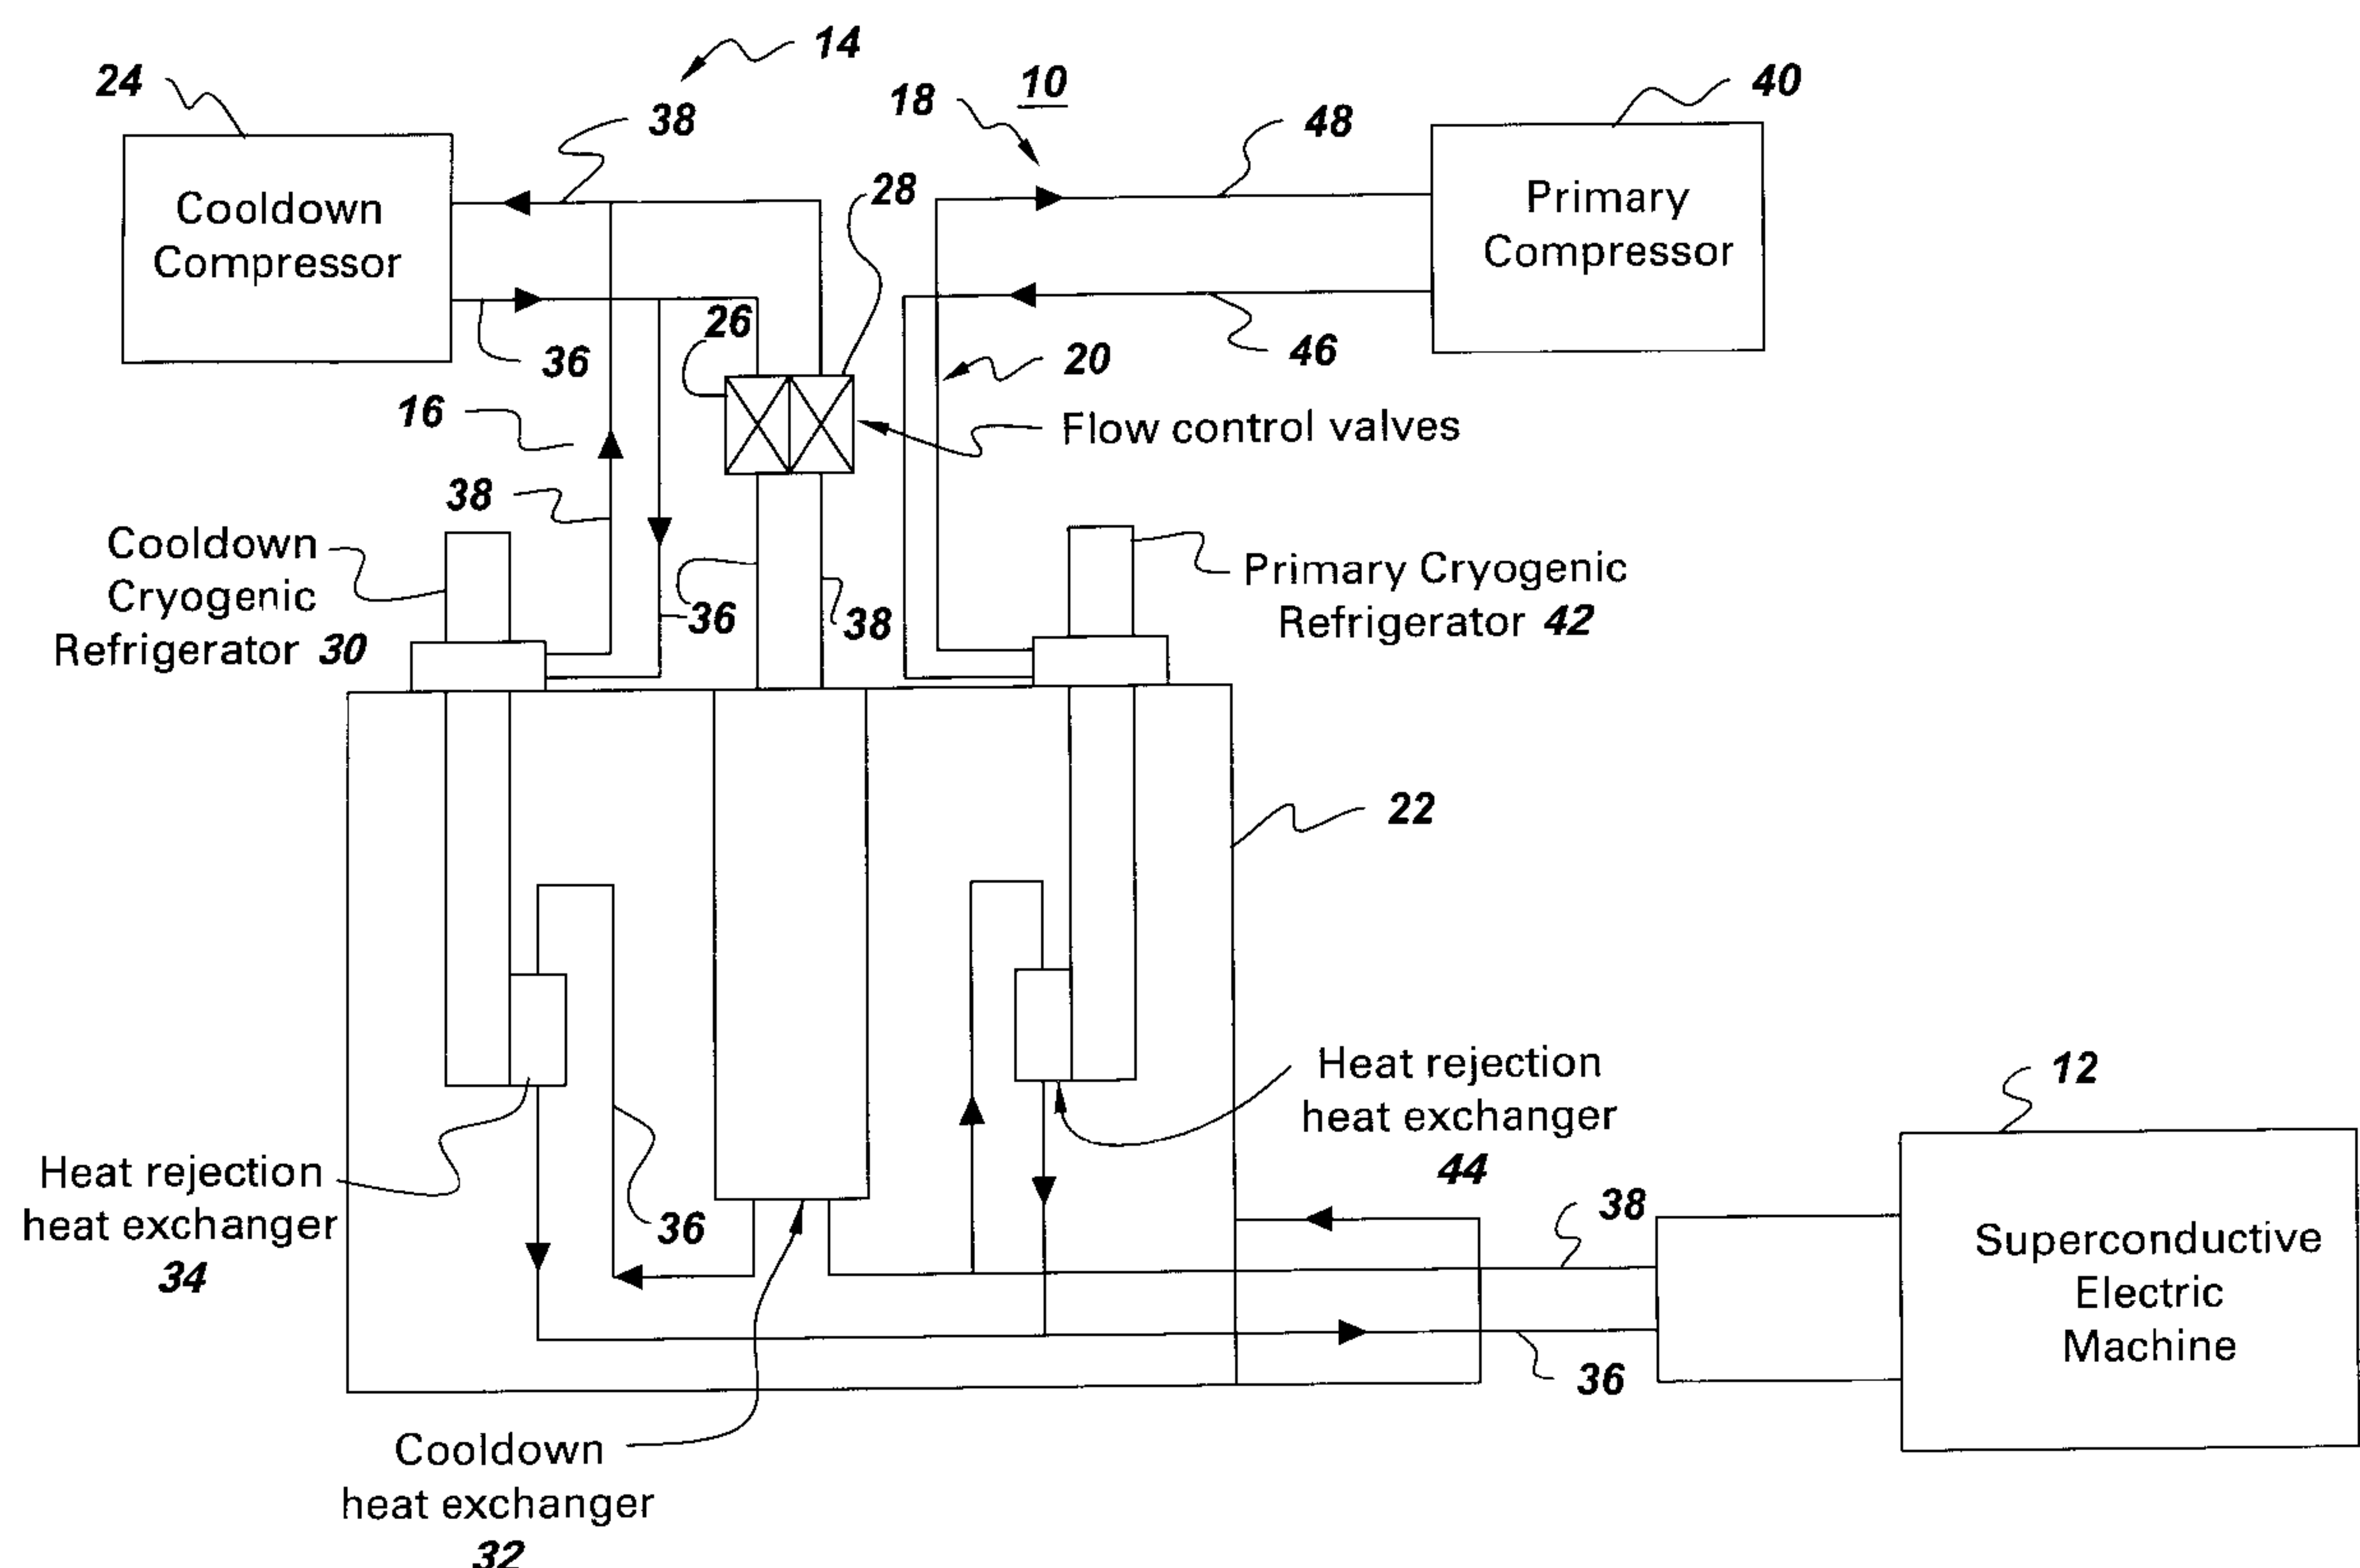 14
24
10
40
18
38
48
28
Cooldown
Compressor
Primary
Compressor
26
36
46
20
16
Flow control valves
38
Cooldown
Cryogenic
Refrigerator 30
36
38
Primary Cryogenic
Refrigerator 42
22
Heat rejection
heat exchanger
44
12
Heat rejection
heat exchanger
34
36
38
Superconductive
Electric
Machine
36
Cooldown
heat exchanger
32